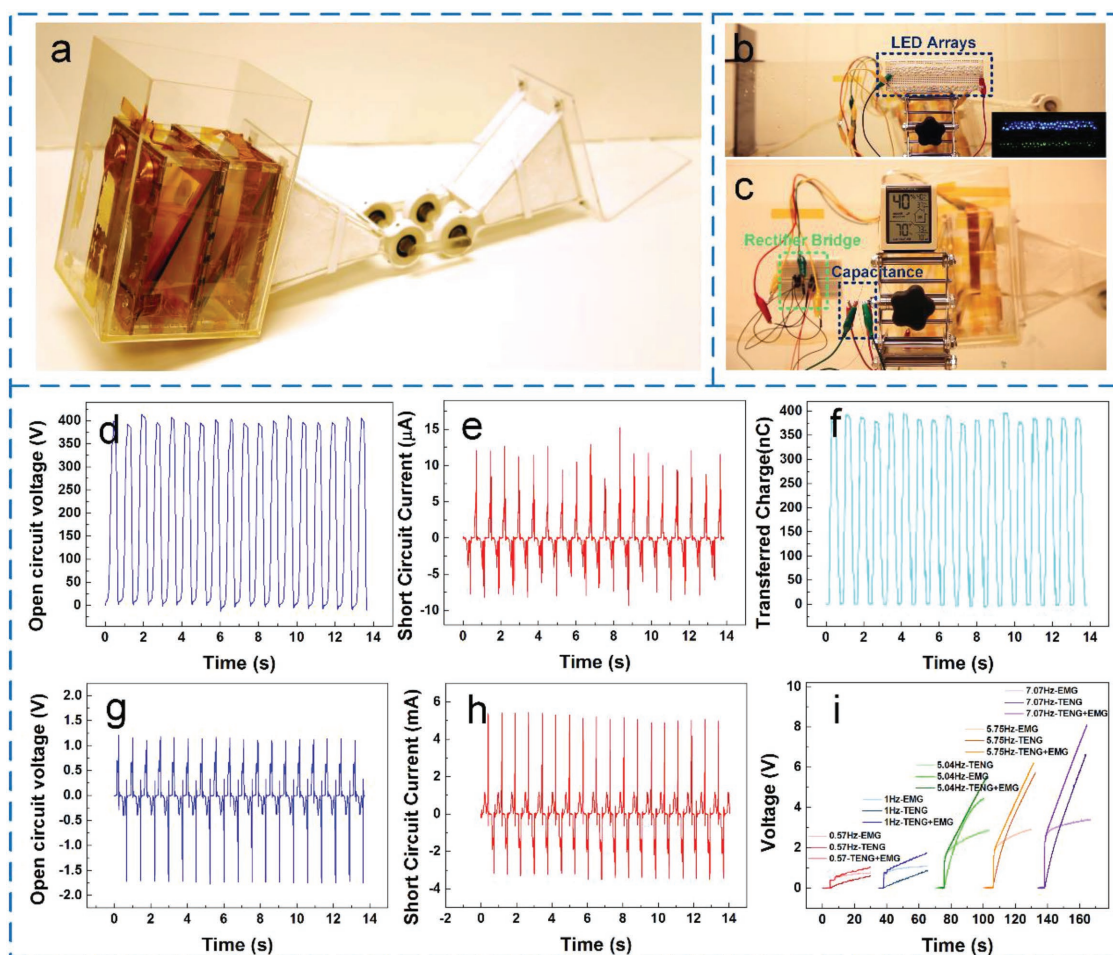 a
b
LED Arrays
c
40
70%
Rectifier Bridge
Capacitance
d
Open circuit voltage (V)
400
350
300
250
200
150
100
50
0
0 2 4 6 8 10 12 14
Time (s)
e
Short Circuit Current (μA)
15
10
5
0
-5
-10
0 2 4 6 8 10 12 14
Time (s)
f
Transferred Charge(nC)
400
350
300
250
200
150
100
50
0
0 2 4 6 8 10 12 14
Time (s)
g
Open circuit voltage (V)
2.0
1.5
1.0
0.5
0.0
-0.5
-1.0
-1.5
-2.0
0 2 4 6 8 10 12 14
Time (s)
h
Short Circuit Current (mA)
6
4
2
0
-2
-4
-2 0 2 4 6 8 10 12 14
Time (s)
i
Voltage (V)
10
8
6
4
2
0
7.07Hz-EMG
7.07Hz-TENG
7.07Hz-TENG+EMG
5.75Hz-EMG
5.75Hz-TENG
5.75Hz-TENG+EMG
5.04Hz-TENG
5.04Hz-EMG
5.04Hz-TENG+EMG
1Hz-EMG
1Hz-TENG
1Hz-TENG+EMG
0.57Hz-EMG
0.57Hz-TENG
0.57-TENG+EMG
0 20 40 60 80 100 120 140 160
Time (s)